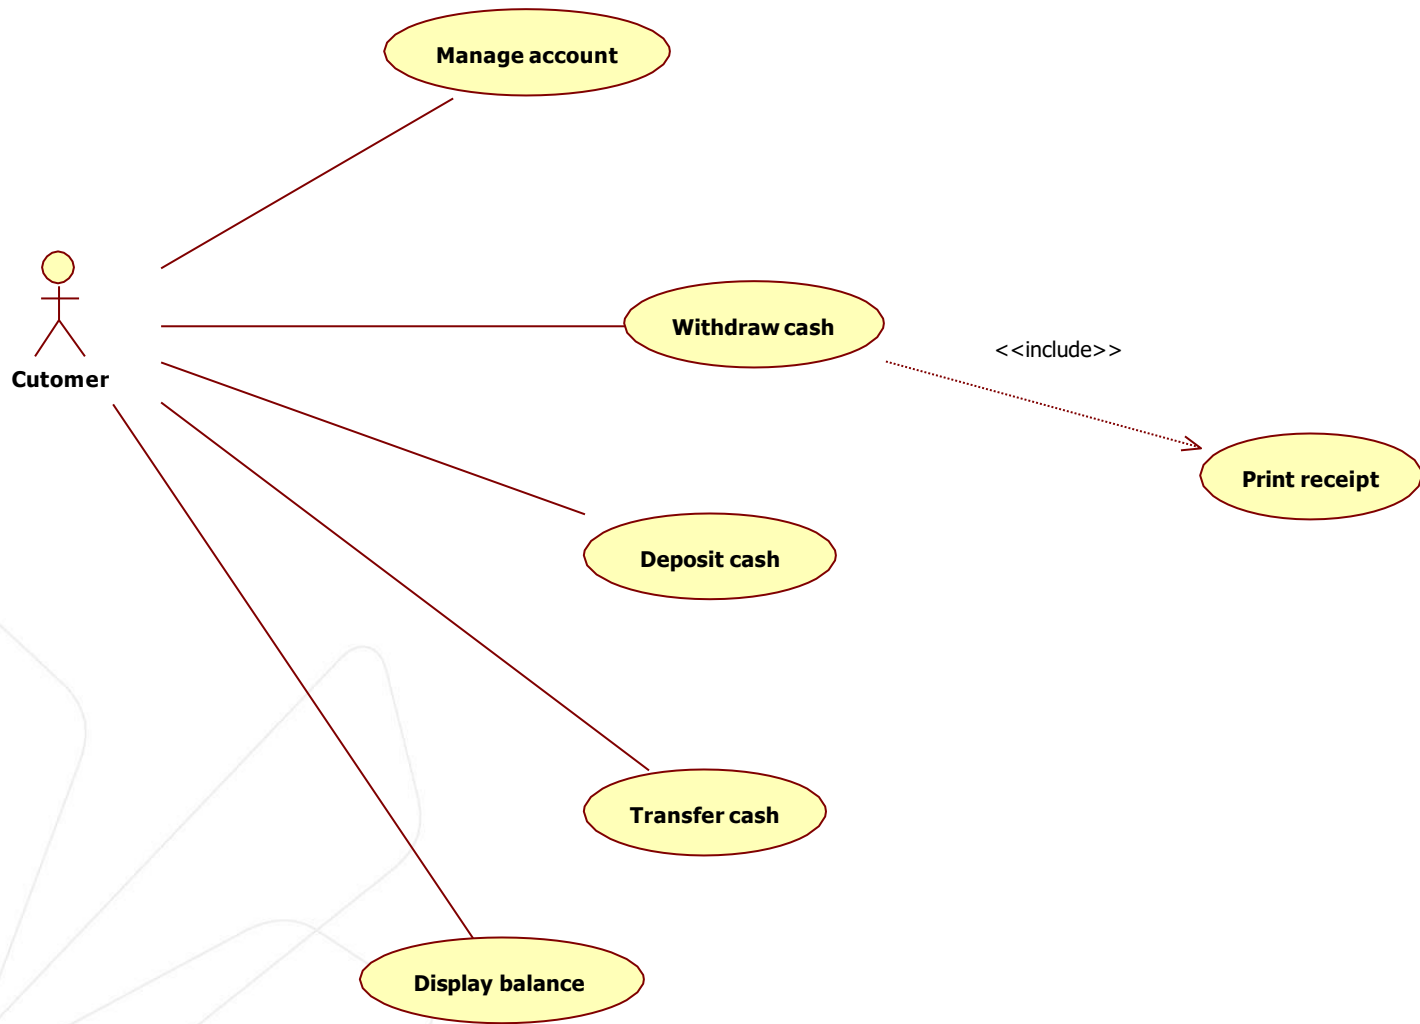 Manage account
Withdraw cash
<<include>>
Cutomer
Print receipt
Deposit cash
Transfer cash
Display balance